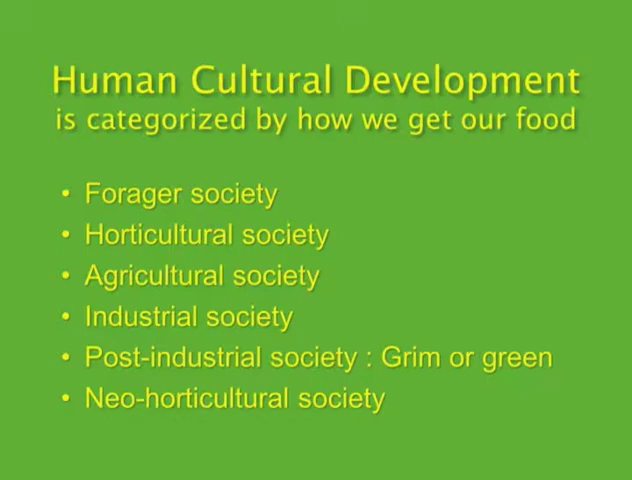 Human Cultural Development
is categorized by how we get our food
• Forager society
• Horticultural society
• Agricultural society
• Industrial society
• Post-industrial society : Grim or green
• Neo-horticultural society